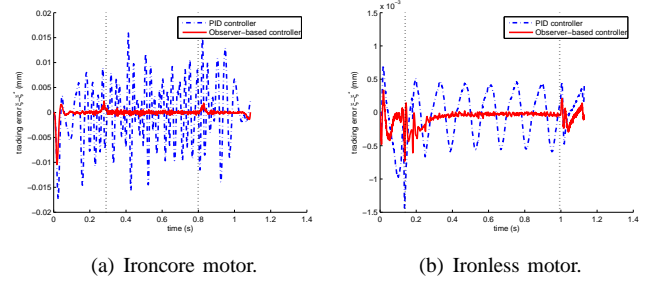 PID controller
Observer-based controller
tracking error ξ−ξ* (mm)
0.02
0.015
0.01
0.005
0
−0.005
−0.01
−0.015
−0.02
0 0.2 0.4 0.6 0.8 1 1.2 1.4
time (s)
(a) Ironcore motor.
x 10⁻³
PID controller
Observer-based controller
tracking error ξ−ξ* (mm)
1.5
1
0.5
0
−0.5
−1
−1.5
0 0.2 0.4 0.6 0.8 1 1.2 1.4
time (s)
(b) Ironless motor.